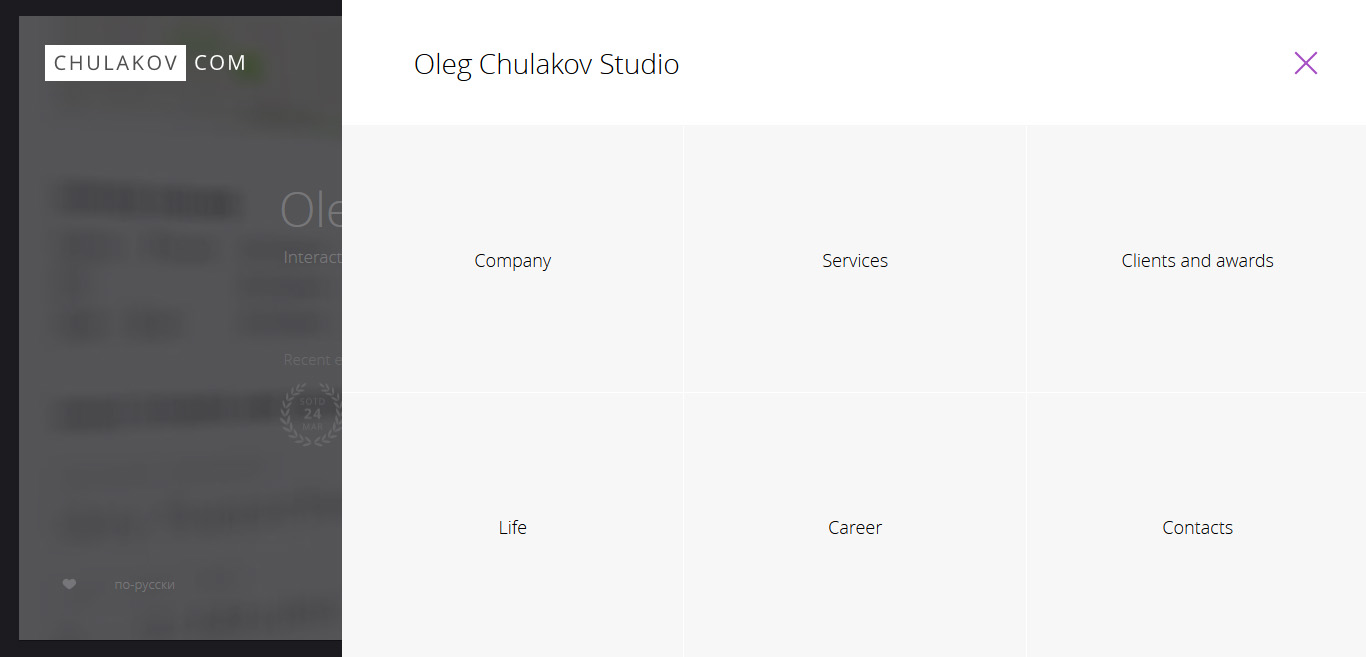 CHULAKOV COM
Oleg Chulakov Studio
Ole
Interact
Recent e
SOTD
24
MAR
по-русски
Company
Services
Clients and awards
Life
Career
Contacts